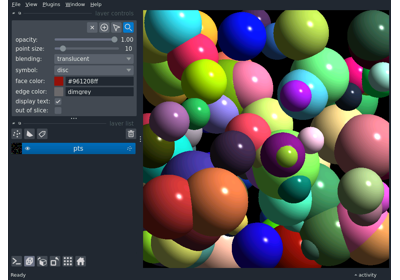 File View Plugins Window Help
layer controls
opacity: 1.00
point size: 10
blending: translucent
symbol: disc
face color: #961208ff
edge color: dimgrey
display text:
out of slice:
layer list
pts
Ready
activity